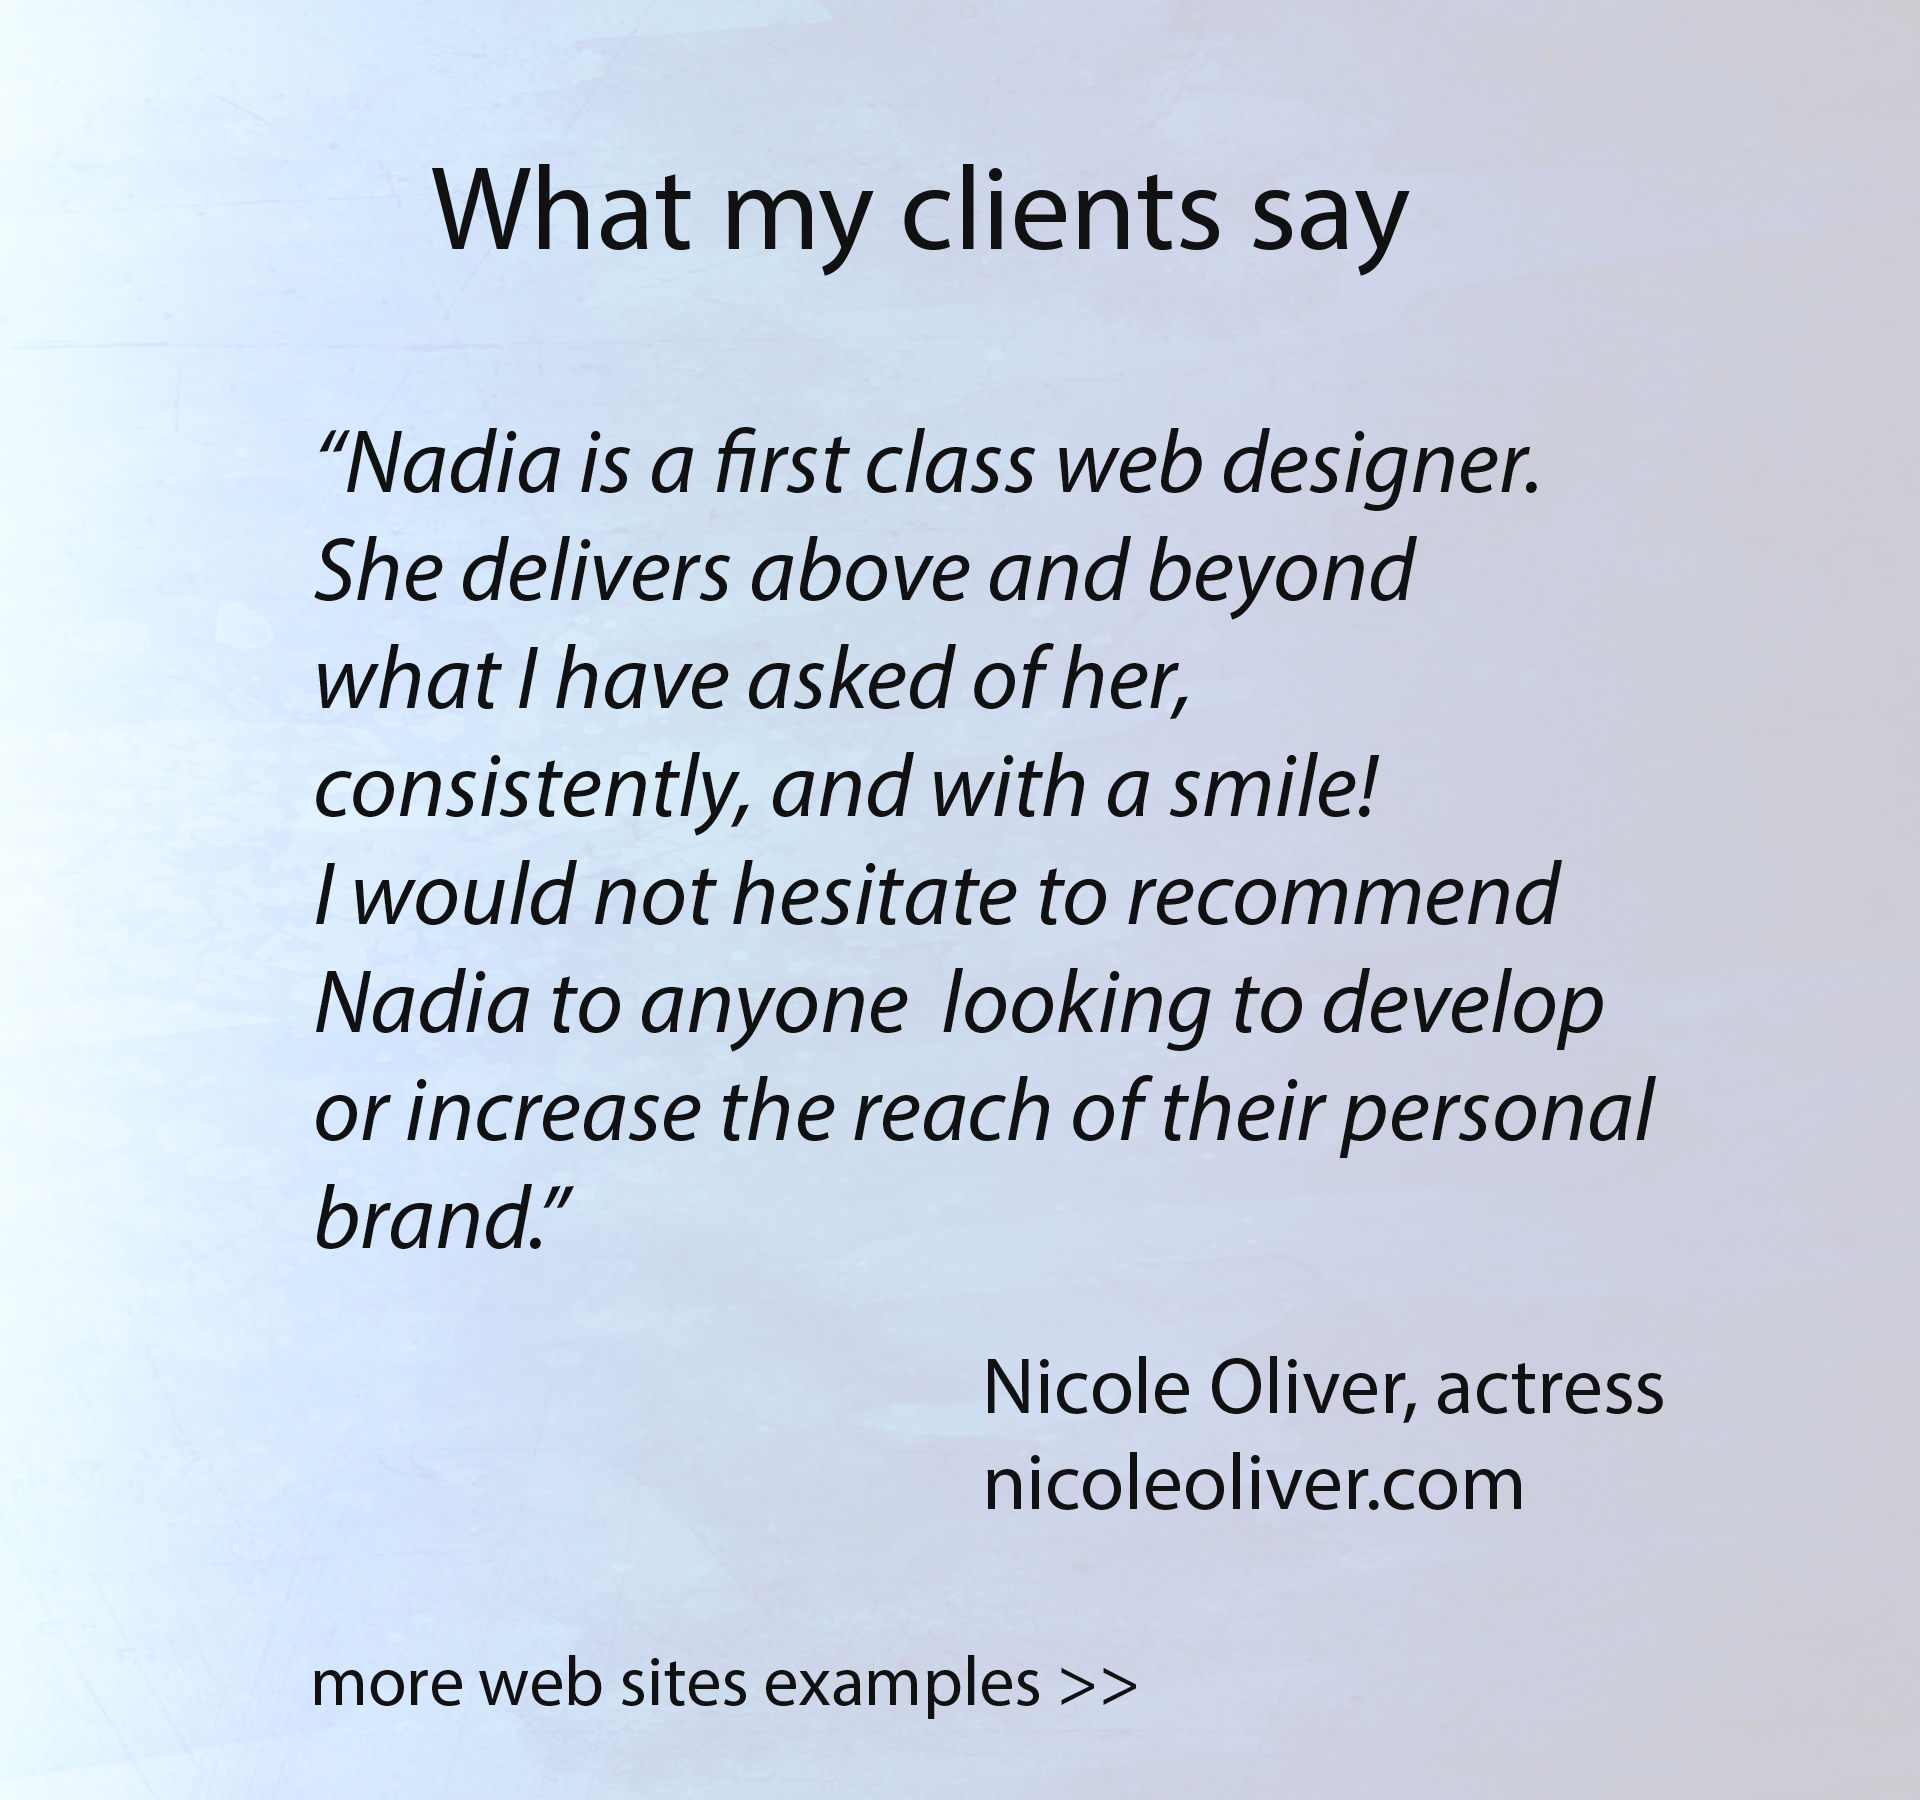 What my clients say
“Nadia is a first class web designer.
She delivers above and beyond
what I have asked of her,
consistently, and with a smile!
I would not hesitate to recommend
Nadia to anyone  looking to develop
or increase the reach of their personal
brand.”
Nicole Oliver, actress
nicoleoliver.com
more web sites examples >>